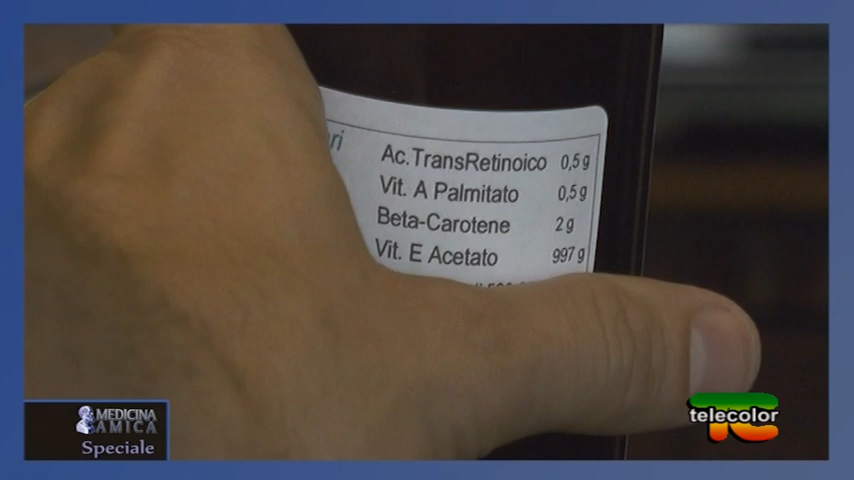 Ac.TransRetinoico 0,5 g
Vit. A Palmitato 0,5 g
Beta-Carotene 2 g
Vit. E Acetato 997 g
MEDICINA
AMICA
Speciale
telecolor